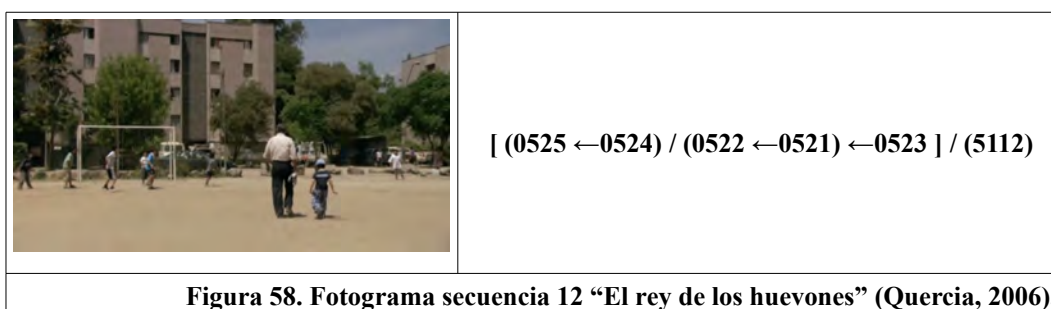 [ (0525 ←0524) / (0522 ←0521) ←0523 ] / (5112)
Figura 58. Fotograma secuencia 12 “El rey de los huevones” (Quercia, 2006)